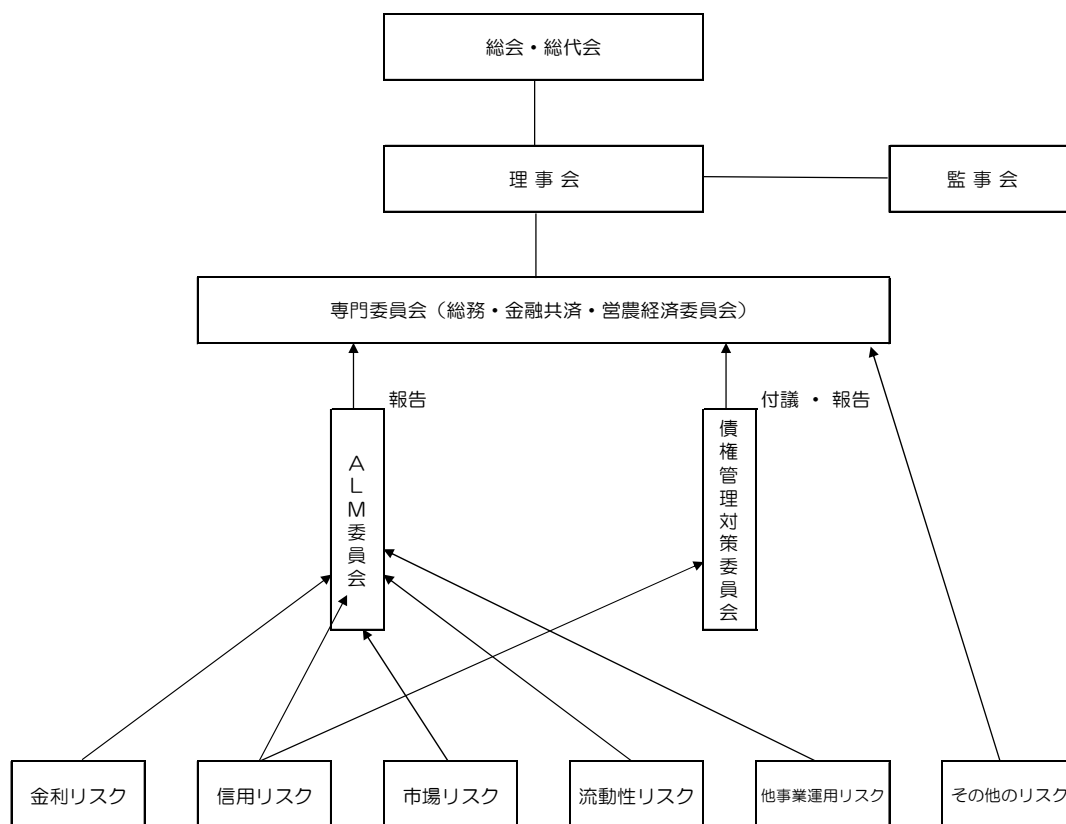 総会・総代会
理 事 会
監 事 会
専門委員会（総務・金融共済・営農経済委員会）
報告
付議 ・ 報告
ＡＬＭ委員会
債権管理対策委員会
金利リスク
信用リスク
市場リスク
流動性リスク
他事業運用リスク
その他のリスク